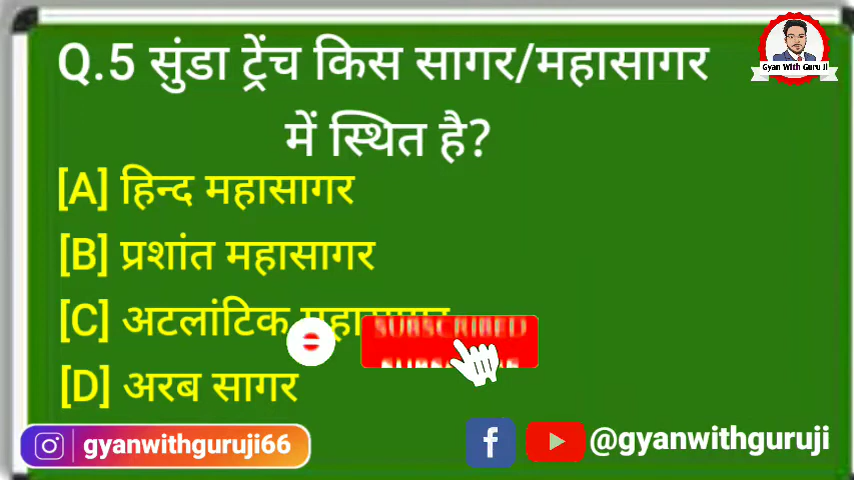 Gyan With Guru Ji
Q.5 सुंडा ट्रेंच किस सागर/महासागर
में स्थित है?
[A] हिन्द महासागर
[B] प्रशांत महासागर
[C] अटलांटिक महासागर
SUBSCRIBED
[D] अरब सागर
gyanwithguruji66
@gyanwithguruji